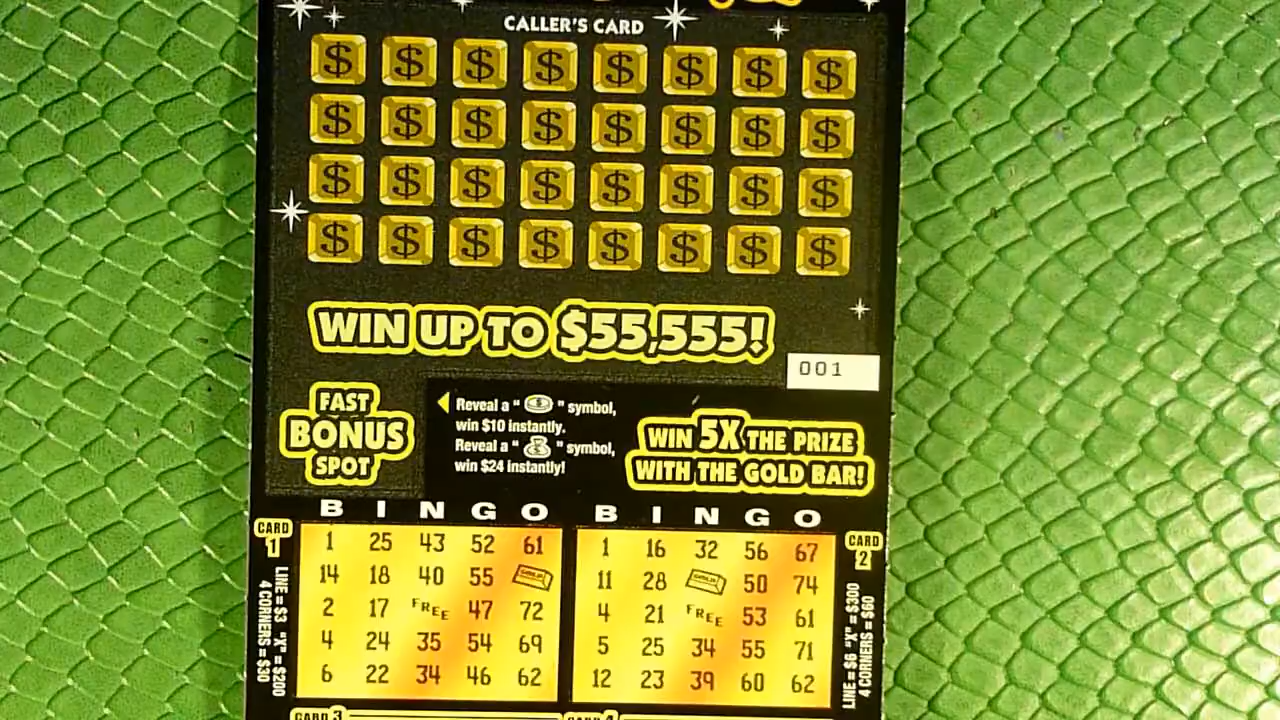 CALLER'S CARD
$ $ $ $ $ $ $ $
$ $ $ $ $ $ $ $
$ $ $ $ $ $ $ $
$ $ $ $ $ $ $ $
WIN UP TO $55,555!
001
FAST
BONUS
SPOT
Reveal a " " symbol,
win $10 instantly.
Reveal a " " symbol,
win $24 instantly!
WIN 5X THE PRIZE
WITH THE GOLD BAR!
B I N G O
CARD
1
1 25 43 52 61
14 18 40 55
2 17 FREE 47 72
4 24 35 54 69
6 22 34 46 62
LINE = $3 "X" = $200
4 CORNERS = $30
B I N G O
CARD
2
1 16 32 56 67
11 28 50 74
4 21 FREE 53 61
5 25 34 55 71
12 23 39 60 62
LINE = $6 "X" = $300
4 CORNERS = $60
CARD 3
CARD 4